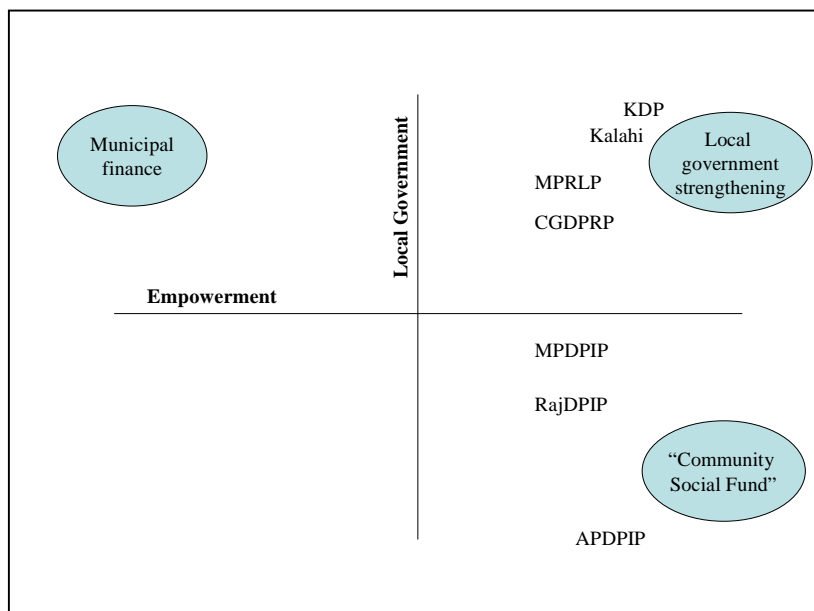 Municipal
finance
Local Government
KDP
Kalahi
Local
government
strengthening
MPRLP
CGDPRP
Empowerment
MPDPIP
RajDPIP
“Community
Social Fund”
APDPIP